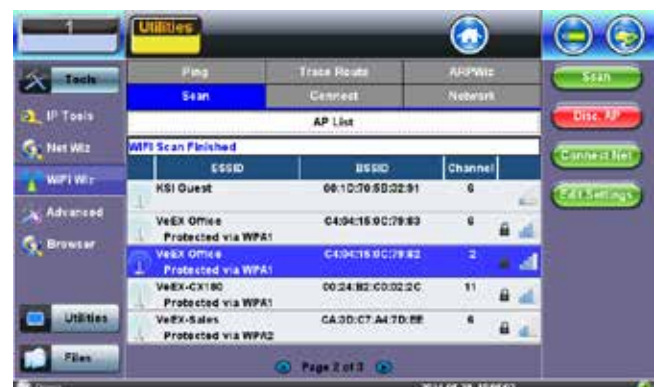 1
Utilities
Tools
IP Tools
Net Wiz
WiFi Wiz
Advanced
Browser
Utilities
Files
Ping
Trace Route
ARPWiz
Scan
Connect
Network
AP List
WiFi Scan Finished
ESSID
BSSID
Channel
KSI Guest
6
VeEX Office
6
Protected via WPA1
VeEX Office
2
Protected via WPA1
VeEX-CX180
11
Protected via WPA1
VeEX-Sales
6
Protected via WPA2
Page 2 of 3
Scan
Disc. AP
Connect Net
Edit Settings